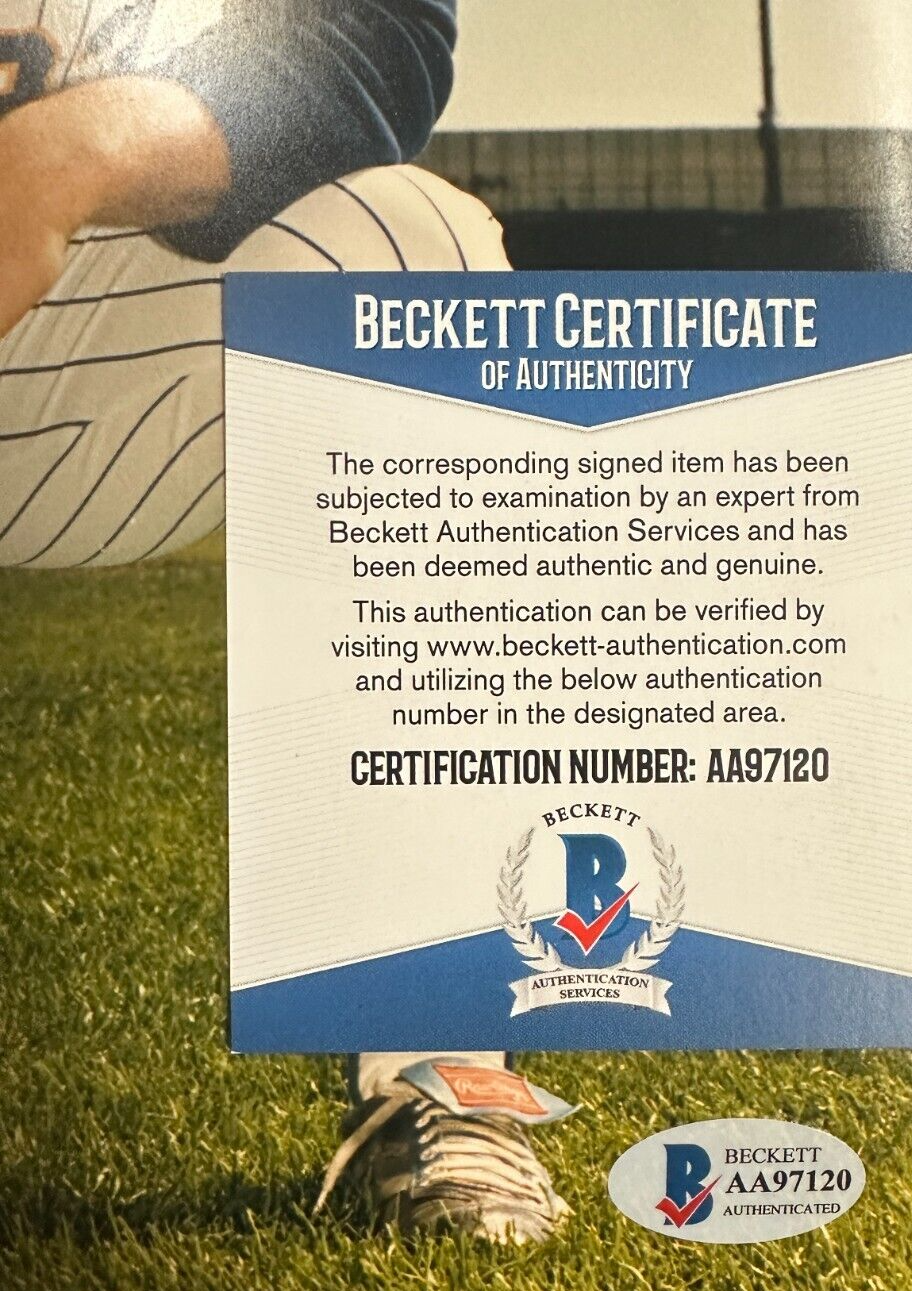 BECKETT CERTIFICATE
OF AUTHENTICITY
The corresponding signed item has been
subjected to examination by an expert from
Beckett Authentication Services and has
been deemed authentic and genuine.
This authentication can be verified by
visiting www.beckett-authentication.com
and utilizing the below authentication
number in the designated area.
CERTIFICATION NUMBER: AA97120
BECKETT
B
AUTHENTICATION
SERVICES
B
BECKETT
AA97120
AUTHENTICATED